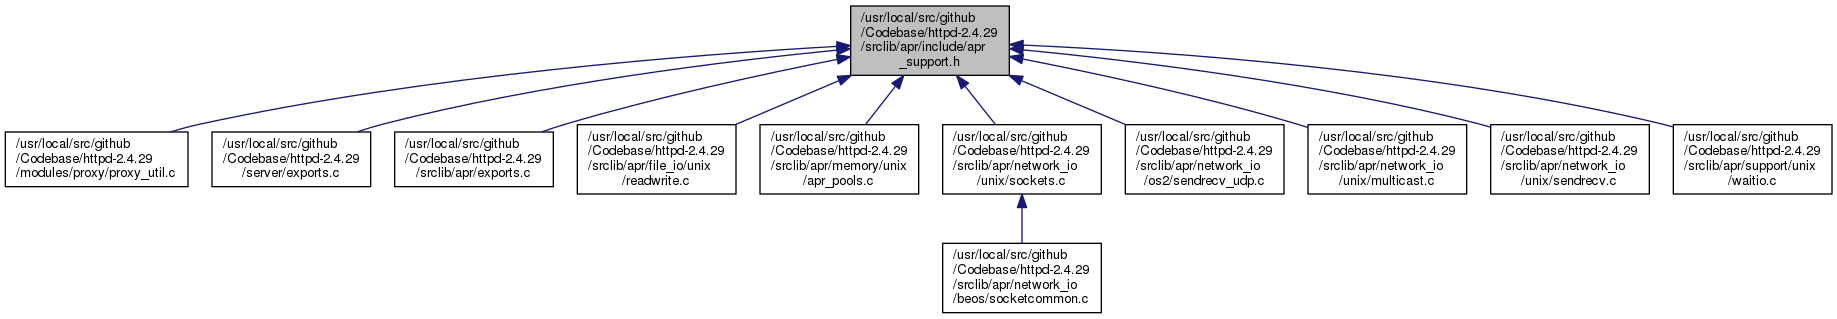 /usr/local/src/github
/Codebase/httpd-2.4.29
/srclib/apr/include/apr
_support.h
/usr/local/src/github
/Codebase/httpd-2.4.29
/modules/proxy/proxy_util.c
/usr/local/src/github
/Codebase/httpd-2.4.29
/server/exports.c
/usr/local/src/github
/Codebase/httpd-2.4.29
/srclib/apr/exports.c
/usr/local/src/github
/Codebase/httpd-2.4.29
/srclib/apr/file_io/unix
/readwrite.c
/usr/local/src/github
/Codebase/httpd-2.4.29
/srclib/apr/memory/unix
/apr_pools.c
/usr/local/src/github
/Codebase/httpd-2.4.29
/srclib/apr/network_io
/unix/sockets.c
/usr/local/src/github
/Codebase/httpd-2.4.29
/srclib/apr/network_io
/os2/sendrecv_udp.c
/usr/local/src/github
/Codebase/httpd-2.4.29
/srclib/apr/network_io
/unix/multicast.c
/usr/local/src/github
/Codebase/httpd-2.4.29
/srclib/apr/network_io
/unix/sendrecv.c
/usr/local/src/github
/Codebase/httpd-2.4.29
/srclib/apr/support/unix
/waitio.c
/usr/local/src/github
/Codebase/httpd-2.4.29
/srclib/apr/network_io
/beos/socketcommon.c